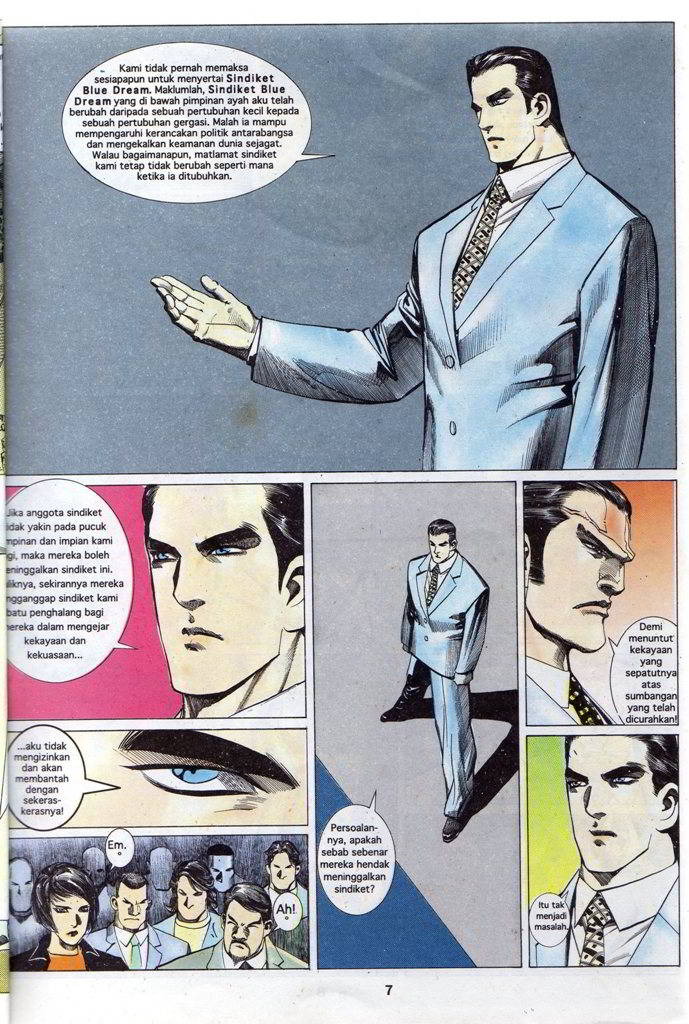 Kami tidak pernah memaksa
sesiapapun untuk menyertai Sindiket
Blue Dream. Maklumlah, Sindiket Blue
Dream yang di bawah pimpinan ayah aku telah
berubah daripada sebuah pertubuhan kecil kepada
sebuah pertubuhan gergasi. Malah ia mampu
mempengaruhi kerancakan politik antarabangsa
dan mengekalkan keamanan dunia sejagat.
Walau bagaimanapun, matlamat sindiket
kami tetap tidak berubah seperti mana
ketika ia ditubuhkan.
Jika anggota sindiket
tidak yakin pada pucuk
impinan dan impian kami
gi, maka mereka boleh
eninggalkan sindiket ini.
liknya, sekirannya mereka
ngganggap sindiket kami
batu penghalang bagi
mereka dalam mengejar
kekayaan dan
kekuasaan...
...aku tidak
mengizinkan
dan akan
membantah
dengan
sekeras-
kerasnya!
Em.
Ah!
Persoalan-
nya, apakah
sebab sebenar
mereka hendak
meninggalkan
sindiket?
Demi
menuntut
kekayaan
yang
sepatutnya
atas
sumbangan
yang telah
dicurahkan!
Itu tak
menjadi
masalah.
7